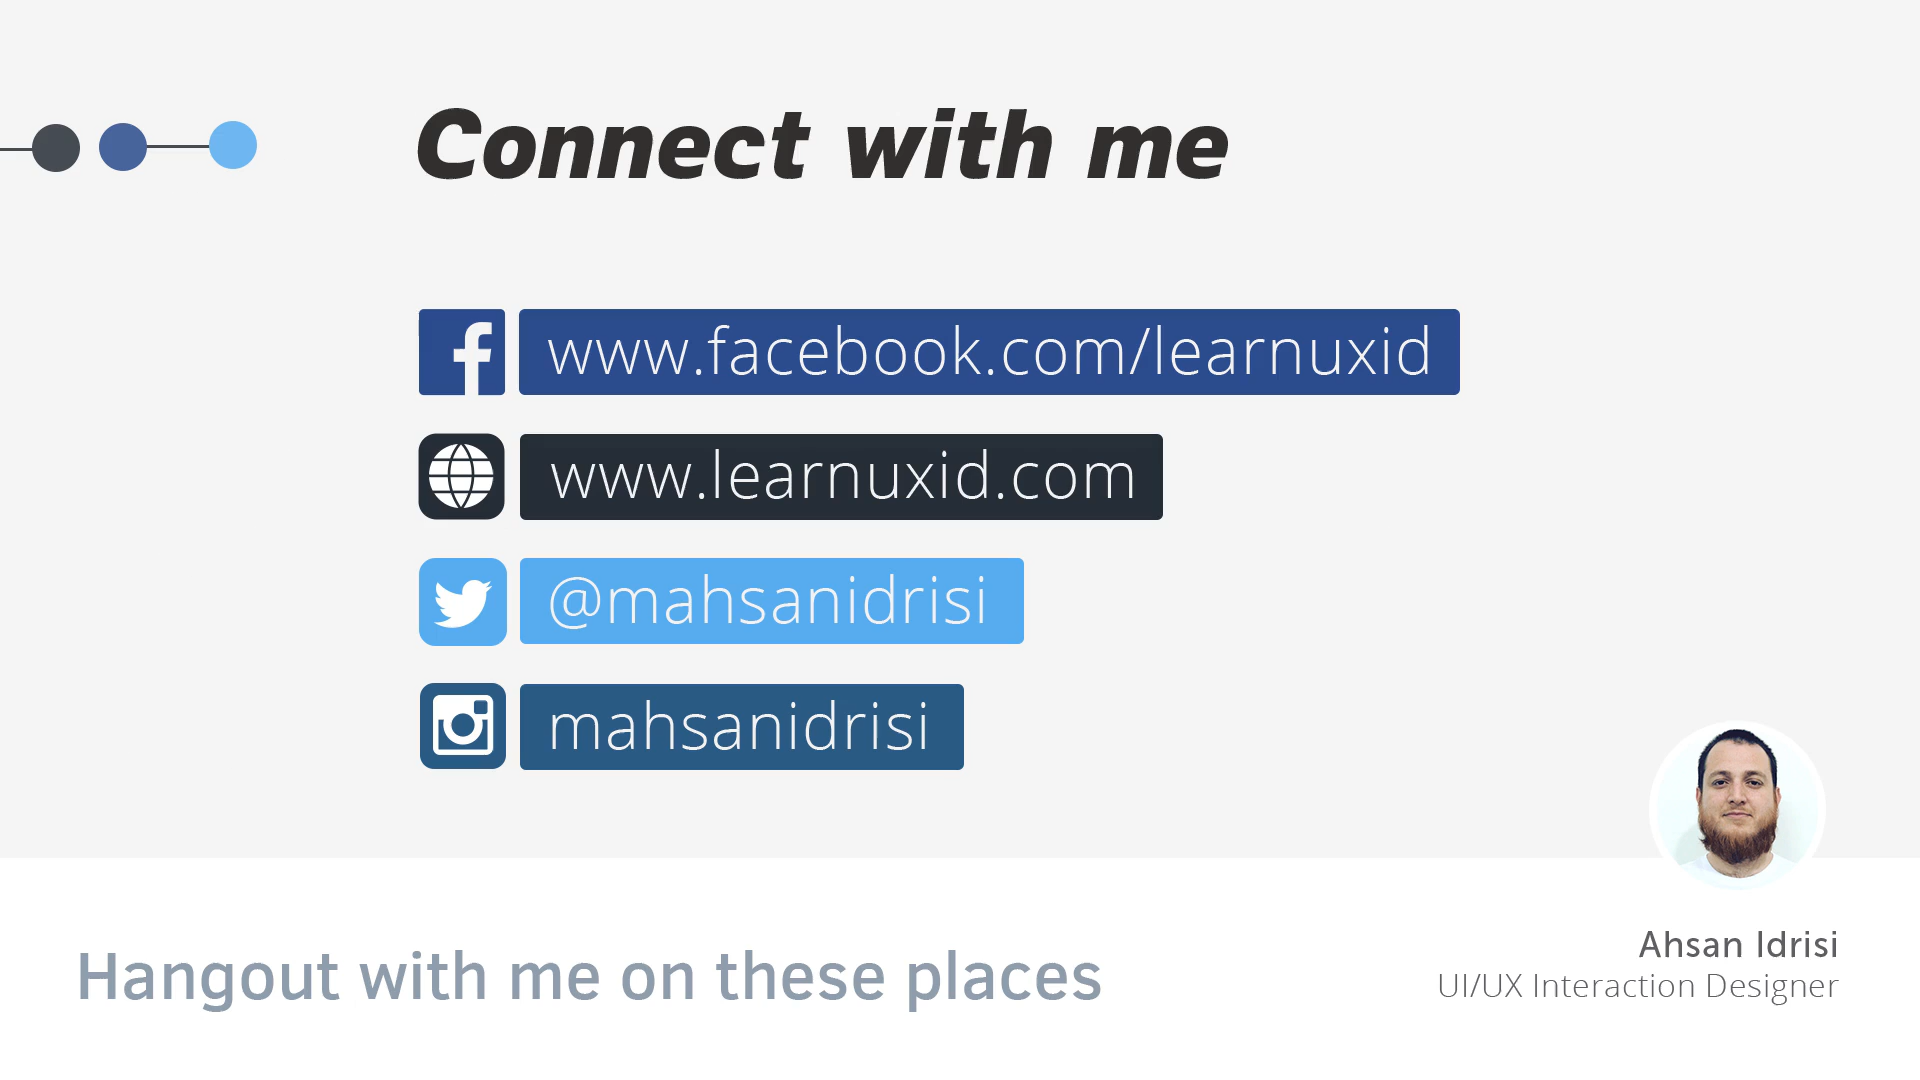 Connect with me
www.facebook.com/learnuxid
www.learnuxid.com
@mahsanidrisi
mahsanidrisi
Hangout with me on these places
Ahsan Idrisi
UI/UX Interaction Designer